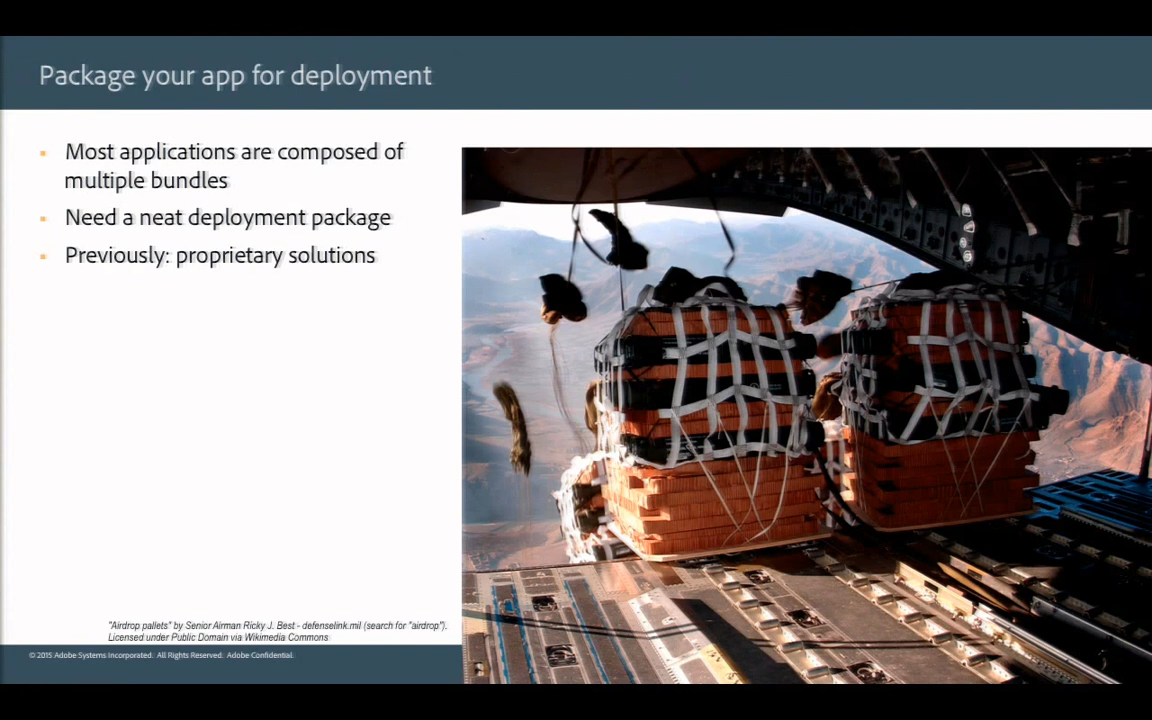 Package your app for deployment
Most applications are composed of
multiple bundles
Need a neat deployment package
Previously: proprietary solutions
"Airdrop pallets" by Senior Airman Ricky J. Best - defenselink.mil (search for "airdrop").
Licensed under Public Domain via Wikimedia Commons
© 2015 Adobe Systems Incorporated. All Rights Reserved. Adobe Confidential.